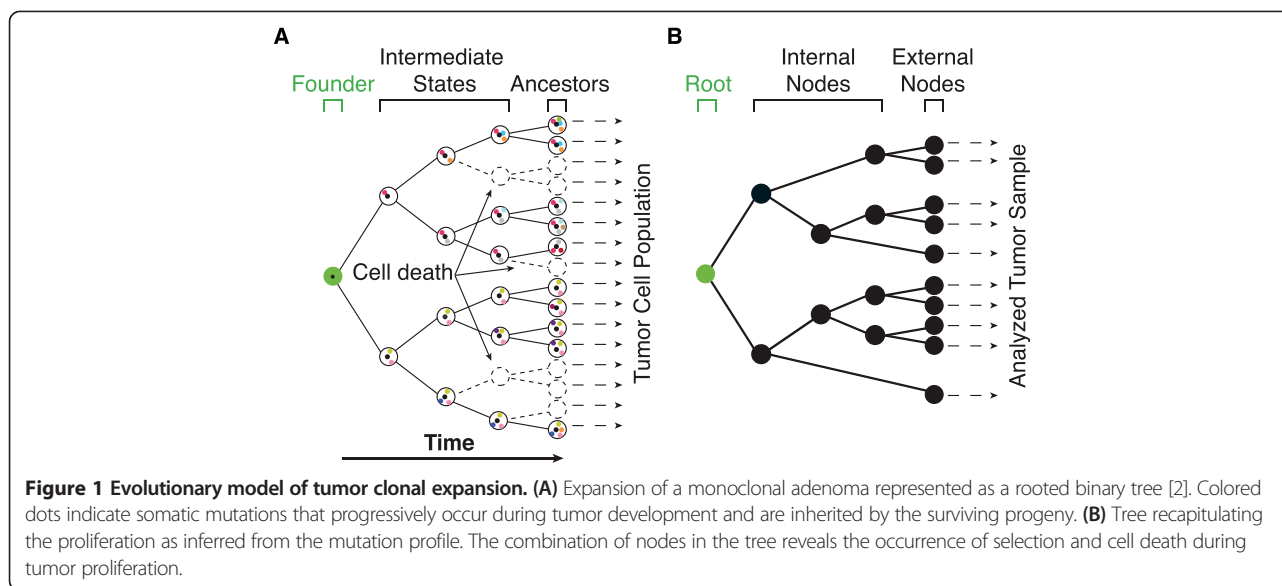 A
Intermediate
Founder
States
Ancestors
Cell death
Tumor Cell Population
Time
B
Internal
External
Root
Nodes
Nodes
Analyzed Tumor Sample
Figure 1 Evolutionary model of tumor clonal expansion. (A) Expansion of a monoclonal adenoma represented as a rooted binary tree [2]. Colored
dots indicate somatic mutations that progressively occur during tumor development and are inherited by the surviving progeny. (B) Tree recapitulating
the proliferation as inferred from the mutation profile. The combination of nodes in the tree reveals the occurrence of selection and cell death during
tumor proliferation.